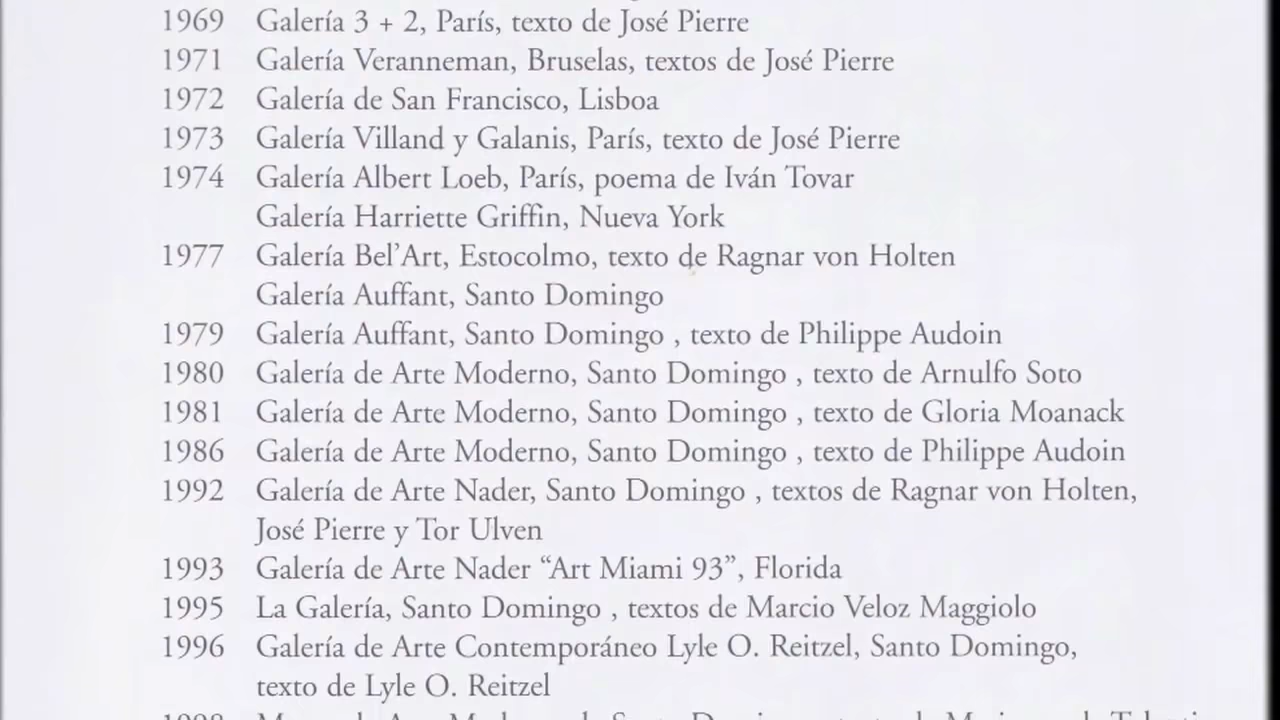 1969 Galería 3 + 2, París, texto de José Pierre
1971 Galería Veranneman, Bruselas, textos de José Pierre
1972 Galería de San Francisco, Lisboa
1973 Galería Villand y Galanis, París, texto de José Pierre
1974 Galería Albert Loeb, París, poema de Iván Tovar
Galería Harriette Griffin, Nueva York
1977 Galería Bel’Art, Estocolmo, texto de Ragnar von Holten
Galería Auffant, Santo Domingo
1979 Galería Auffant, Santo Domingo , texto de Philippe Audoin
1980 Galería de Arte Moderno, Santo Domingo , texto de Arnulfo Soto
1981 Galería de Arte Moderno, Santo Domingo , texto de Gloria Moanack
1986 Galería de Arte Moderno, Santo Domingo , texto de Philippe Audoin
1992 Galería de Arte Nader, Santo Domingo , textos de Ragnar von Holten,
José Pierre y Tor Ulven
1993 Galería de Arte Nader “Art Miami 93”, Florida
1995 La Galería, Santo Domingo , textos de Marcio Veloz Maggiolo
1996 Galería de Arte Contemporáneo Lyle O. Reitzel, Santo Domingo,
texto de Lyle O. Reitzel